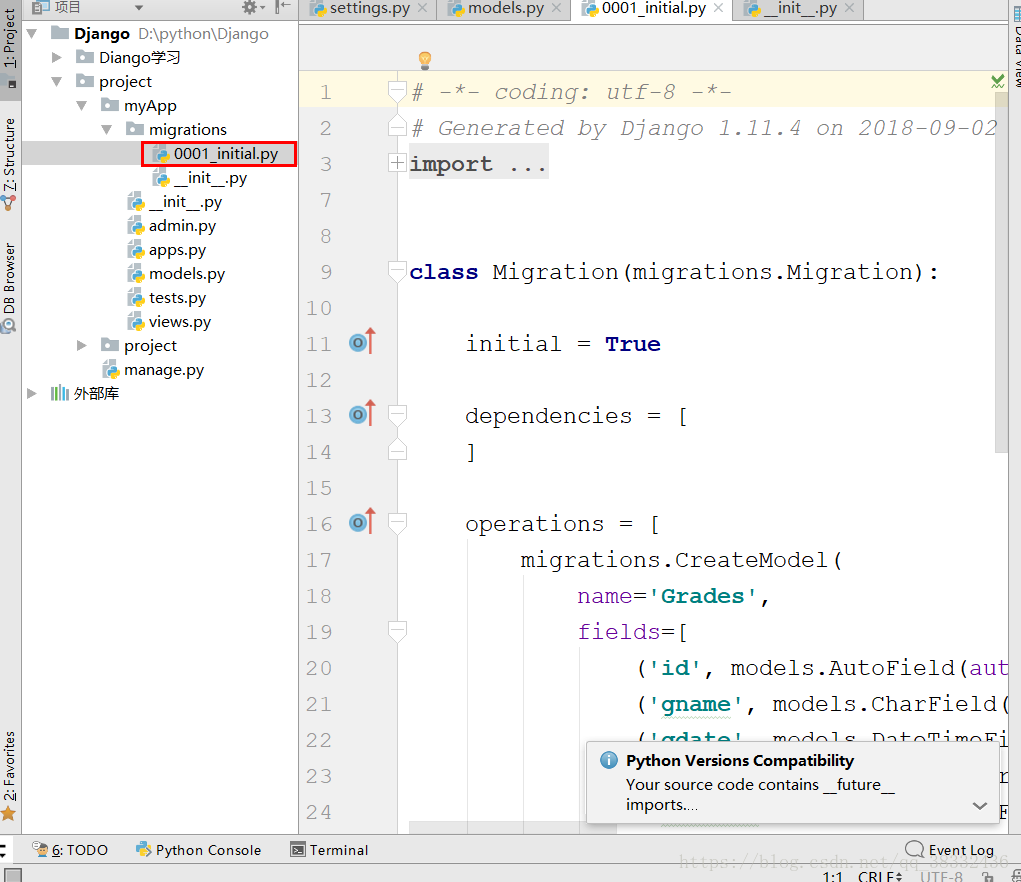 项目
settings.py
models.py
0001_initial.py
__init__.py
1: Project
Z: Structure
DB Browser
2: Favorites
Django D:\python\Django
Diango学习
project
myApp
migrations
0001_initial.py
__init__.py
__init__.py
admin.py
apps.py
models.py
tests.py
views.py
project
manage.py
外部库
1 # -*- coding: utf-8 -*-
2 # Generated by Django 1.11.4 on 2018-09-02
3 import ...
7
8
9 class Migration(migrations.Migration):
10
11 initial = True
12
13 dependencies = [
14 ]
15
16 operations = [
17 migrations.CreateModel(
18 name='Grades',
19 fields=[
20 ('id', models.AutoField(aut
21 ('gname', models.CharField(
22 ('gdate', models.DateTimeFi
23
24
Python Versions Compatibility
Your source code contains __future__
imports....
Data View
6: TODO
Python Console
Terminal
Event Log
https://blog.csdn.net/qq_38332436
1:1 CRLF UTF-8